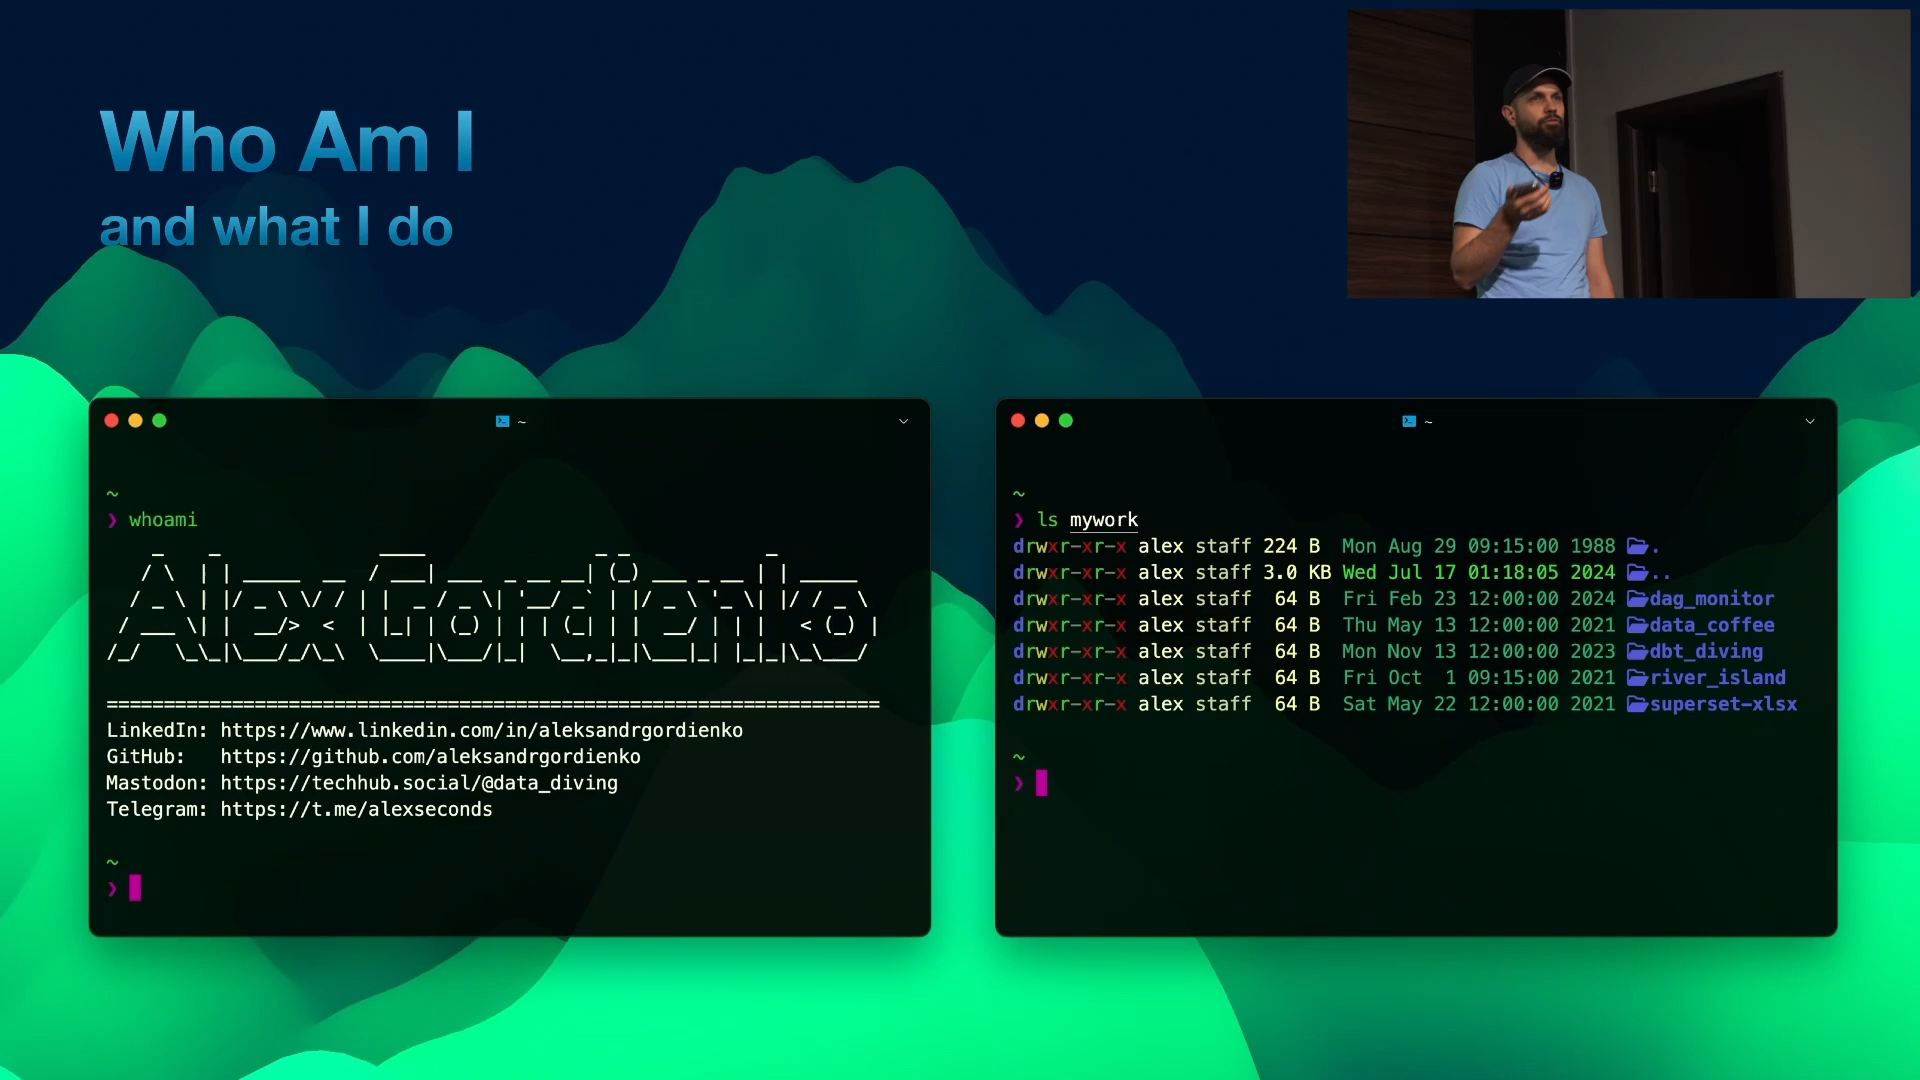 Who Am I
and what I do
~
~
❯ whoami
Alex Gordienko
====================================================================
LinkedIn: https://www.linkedin.com/in/aleksandrgordienko
GitHub:   https://github.com/aleksandrgordienko
Mastodon: https://techhub.social/@data_diving
Telegram: https://t.me/alexseconds
~
❯
~
~
❯ ls mywork
drwxr-xr-x alex staff 224 B  Mon Aug 29 09:15:00 1988 .
drwxr-xr-x alex staff 3.0 KB Wed Jul 17 01:18:05 2024 ..
drwxr-xr-x alex staff  64 B  Fri Feb 23 12:00:00 2024 dag_monitor
drwxr-xr-x alex staff  64 B  Thu May 13 12:00:00 2021 data_coffee
drwxr-xr-x alex staff  64 B  Mon Nov 13 12:00:00 2023 dbt_diving
drwxr-xr-x alex staff  64 B  Fri Oct  1 09:15:00 2021 river_island
drwxr-xr-x alex staff  64 B  Sat May 22 12:00:00 2021 superset-xlsx
~
❯